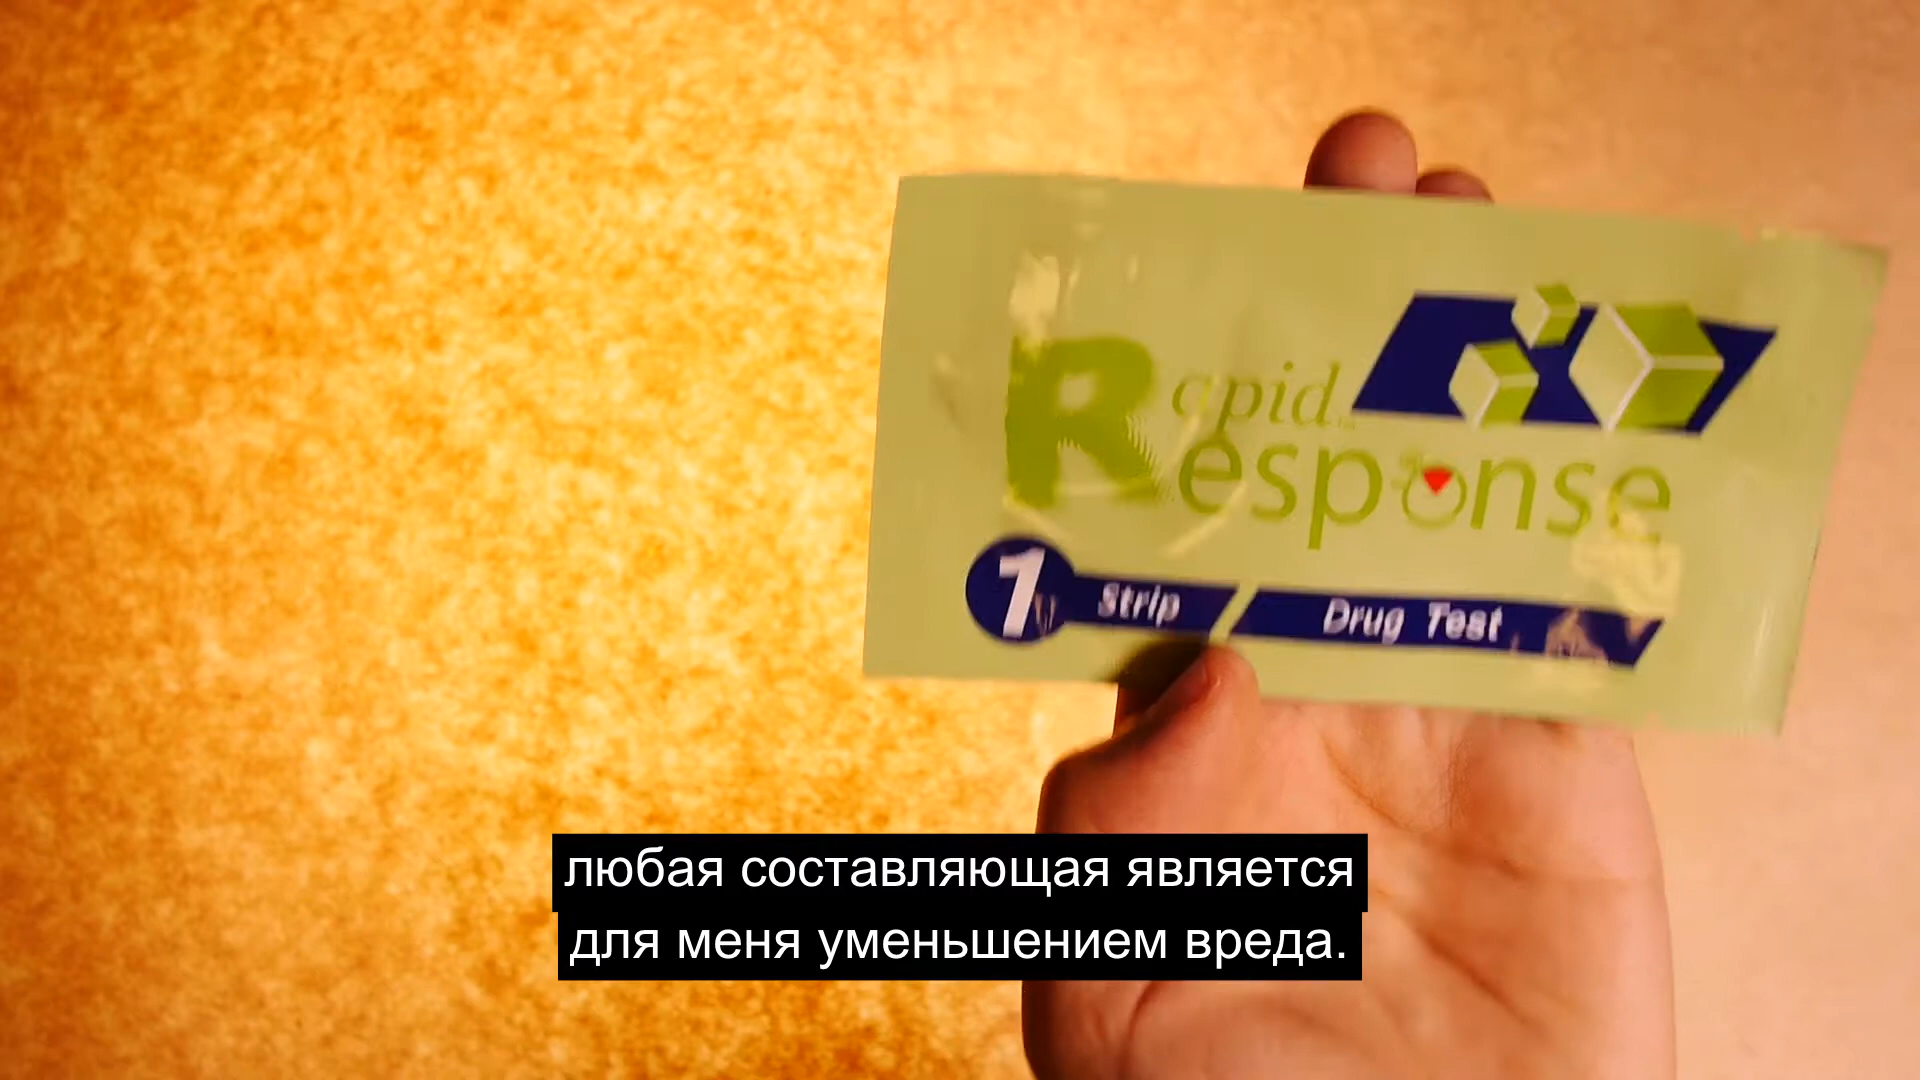 Rapid
Response
1 Strip Drug Test
любая составляющая является
для меня уменьшением вреда.